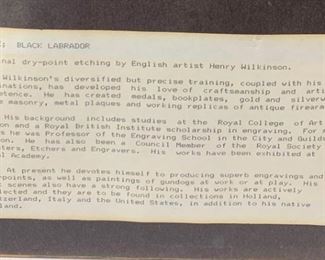 : BLACK LABRADOR
nal dry-point etching by English artist Henry Wilkinson.
Wilkinson's diversified but precise training, coupled with his
inations, has developed his love of craftsmanship and arti
petence. He has created medals, bookplates, gold and silverw
e masonry, metal plaques and working replicas of antique firearm
His background includes studies at the Royal College of Art
on and a Royal British Institute scholarship in engraving. For
s he was Professor of the Engraving School in the City and Guilds
on. He has also been a Council Member of the Royal Society
ters, Etchers and Engravers. His works have been exhibited at
al Academy.
At present he devotes himself to producing superb engravings and
points, as well as paintings of gundogs at work or at play. His
t scenes also have a strong following. His works are actively
lected and they are to be found in collections in Holland,
tzerland, Italy and the United States, in addition to his native
land.